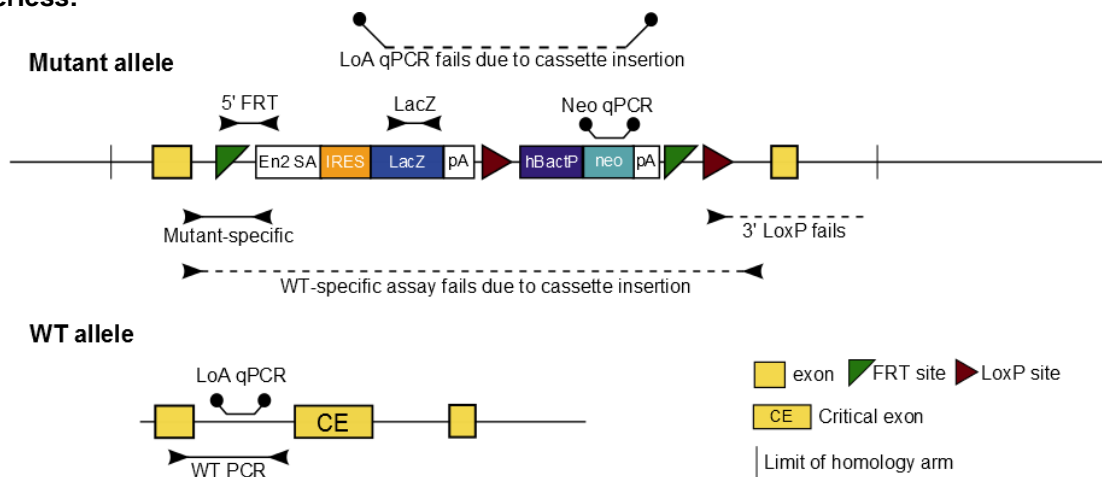 LoA qPCR fails due to cassette insertion
Mutant allele
5' FRT
LacZ
Neo qPCR
En2 SA
IRES
LacZ
pA
hBactP
neo
pA
Mutant-specific
3' LoxP fails
WT-specific assay fails due to cassette insertion
WT allele
LoA qPCR
CE
WT PCR
exon
FRT site
LoxP site
CE
Critical exon
Limit of homology arm